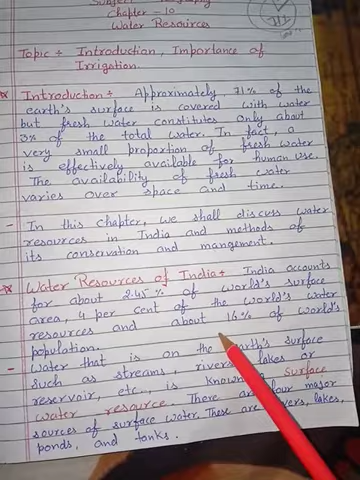 Chapter - 10
Water Resources
Topic ÷ Introduction, Importance of
Irrigation.
Introduction ÷ Approximately 71% of the
earth's surface is covered with water
but fresh water constitutes only about
3% of the total water. In fact, a
very small proportion of fresh water
is effectively available for human use.
The availability of fresh water
varies over space and time.
- In this chapter, we shall discuss water
resources in India and methods of
its conservation and mangement.
Water Resources of India ÷ India accounts
for about 2.45% of world's surface
area, 4 per cent of the world's water
resources and about 16% of world's
population.
- Water that is on the earth's surface
such as streams, rivers, lakes or
reservoir, etc., is known as surface
water resource. There are four major
sources of surface water. These are rivers, lakes,
ponds, and tanks.